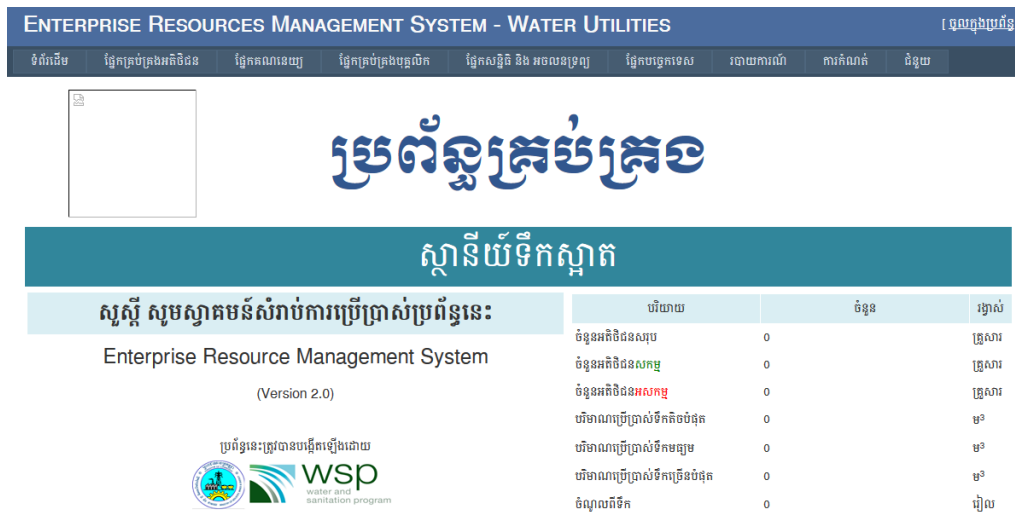 ENTERPRISE RESOURCES MANAGEMENT SYSTEM - WATER UTILITIES [ ចូលក្នុងប្រព័ន្ធ
ទំព័រដើម ផ្នែកគ្រប់គ្រងអតិថិជន ផ្នែកគណនេយ្យ ផ្នែកគ្រប់គ្រងបុគ្គលិក ផ្នែកសន្និធិ និង អចលនទ្រព្យ ផ្នែកបច្ចេកទេស របាយការណ៍ ការកំណត់ ជំនួយ
ប្រព័ន្ធគ្រប់គ្រង
ស្ថានីយ៍ទឹកស្អាត
សួស្តី សូមស្វាគមន៍សំរាប់ការប្រើប្រាស់ប្រព័ន្ធនេះ
Enterprise Resource Management System
(Version 2.0)
ប្រព័ន្ធនេះត្រូវបានបង្កើតឡើងដោយ
wsp
water and
sanitation program
បរិយាយ ចំនួន រង្វាស់
ចំនួនអតិថិជនសរុប 0 គ្រួសារ
ចំនួនអតិថិជនសកម្ម 0 គ្រួសារ
ចំនួនអតិថិជនអសកម្ម 0 គ្រួសារ
បរិមាណប្រើប្រាស់ទឹកតិចបំផុត 0 ម³
បរិមាណប្រើប្រាស់ទឹកមធ្យម 0 ម³
បរិមាណប្រើប្រាស់ទឹកច្រើនបំផុត 0 ម³
ចំណូលពីទឹក 0 រៀល